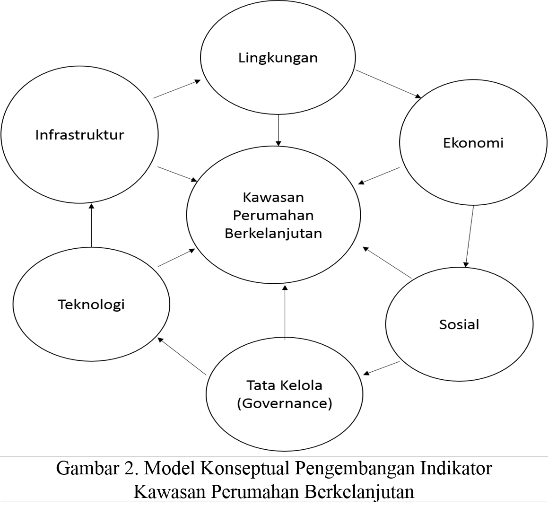 Lingkungan
Infrastruktur
Ekonomi
Kawasan
Perumahan
Berkelanjutan
Teknologi
Sosial
Tata Kelola
(Governance)
Gambar 2. Model Konseptual Pengembangan Indikator
Kawasan Perumahan Berkelanjutan